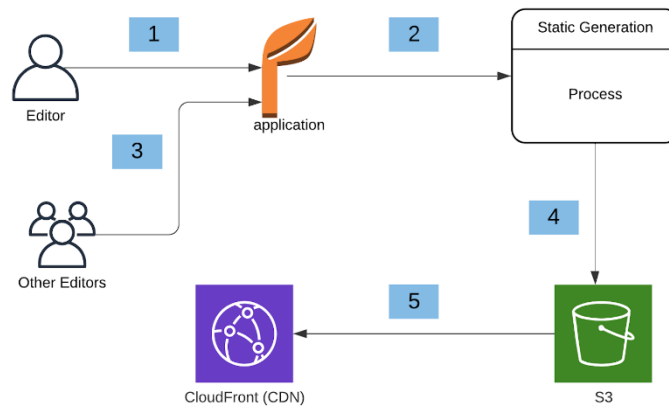 1
2
Static Generation
Process
Editor
application
3
Other Editors
4
5
CloudFront (CDN)
S3